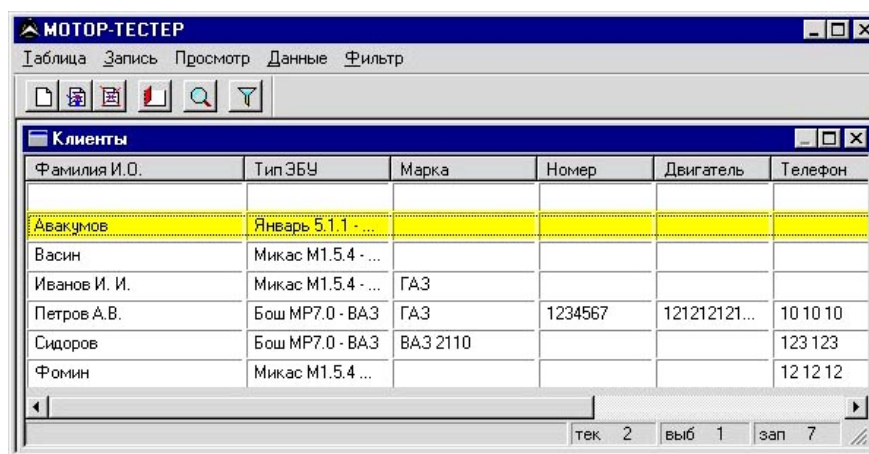 МОТОР-ТЕСТЕР
Таблица Запись Просмотр Данные Фильтр
Клиенты
Фамилия И.О. Тип ЭБУ Марка Номер Двигатель Телефон
Авакумов Январь 5.1.1 - ...
Васин Микас М1.5.4 - ...
Иванов И. И. Микас М1.5.4 - ... ГАЗ
Петров А.В. Бош МР7.0 - ВАЗ ГАЗ 1234567 121212121... 10 10 10
Сидоров Бош МР7.0 - ВАЗ ВАЗ 2110 123 123
Фомин Микас М1.5.4 ... 12 12 12
тек 2 выб 1 зап 7